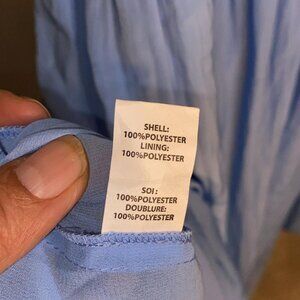 SHELL:
100%POLYESTER
LINING:
100%POLYESTER
SOI :
100%POLYESTER
DOUBLURE:
100%POLYESTER